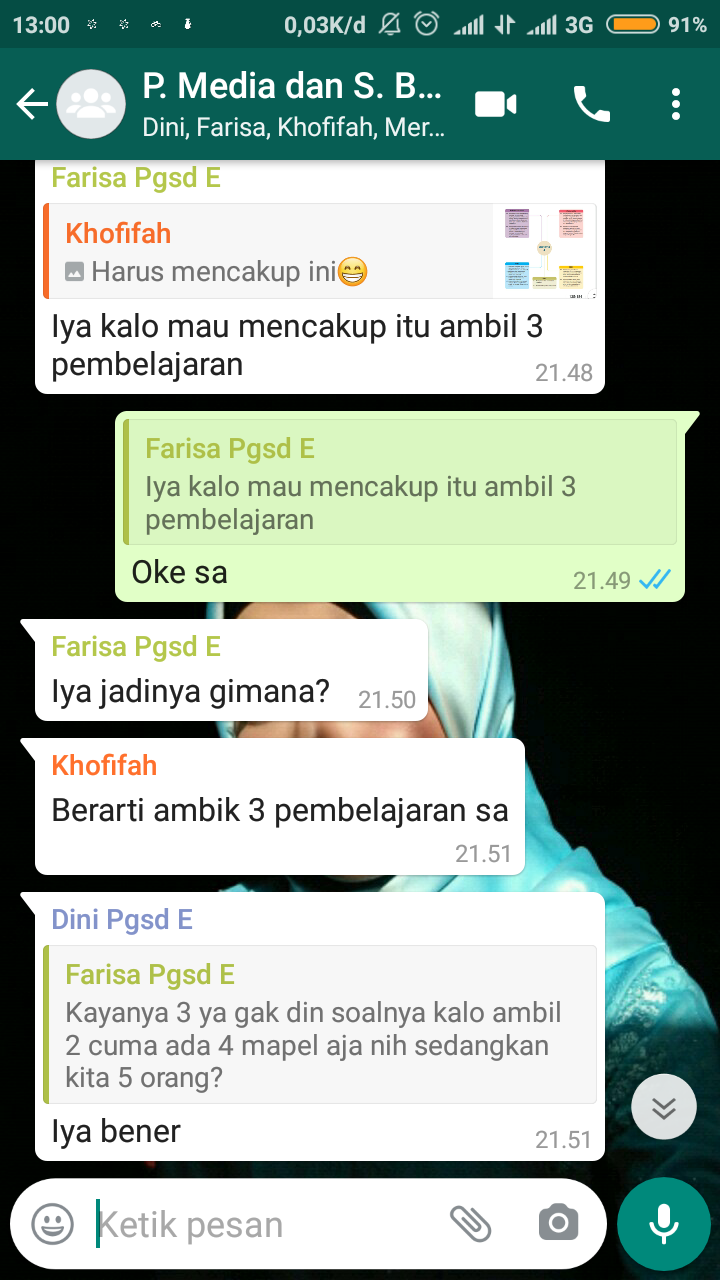 13:00 0,03K/d 3G 91%
P. Media dan S. B...
Dini, Farisa, Khofifah, Mer...
Farisa Pgsd E
Khofifah
Harus mencakup ini😁
Iya kalo mau mencakup itu ambil 3
pembelajaran
21.48
Farisa Pgsd E
Iya kalo mau mencakup itu ambil 3
pembelajaran
Oke sa
21.49
Farisa Pgsd E
Iya jadinya gimana?
21.50
Khofifah
Berarti ambik 3 pembelajaran sa
21.51
Dini Pgsd E
Farisa Pgsd E
Kayanya 3 ya gak din soalnya kalo ambil
2 cuma ada 4 mapel aja nih sedangkan
kita 5 orang?
Iya bener
21.51
Ketik pesan